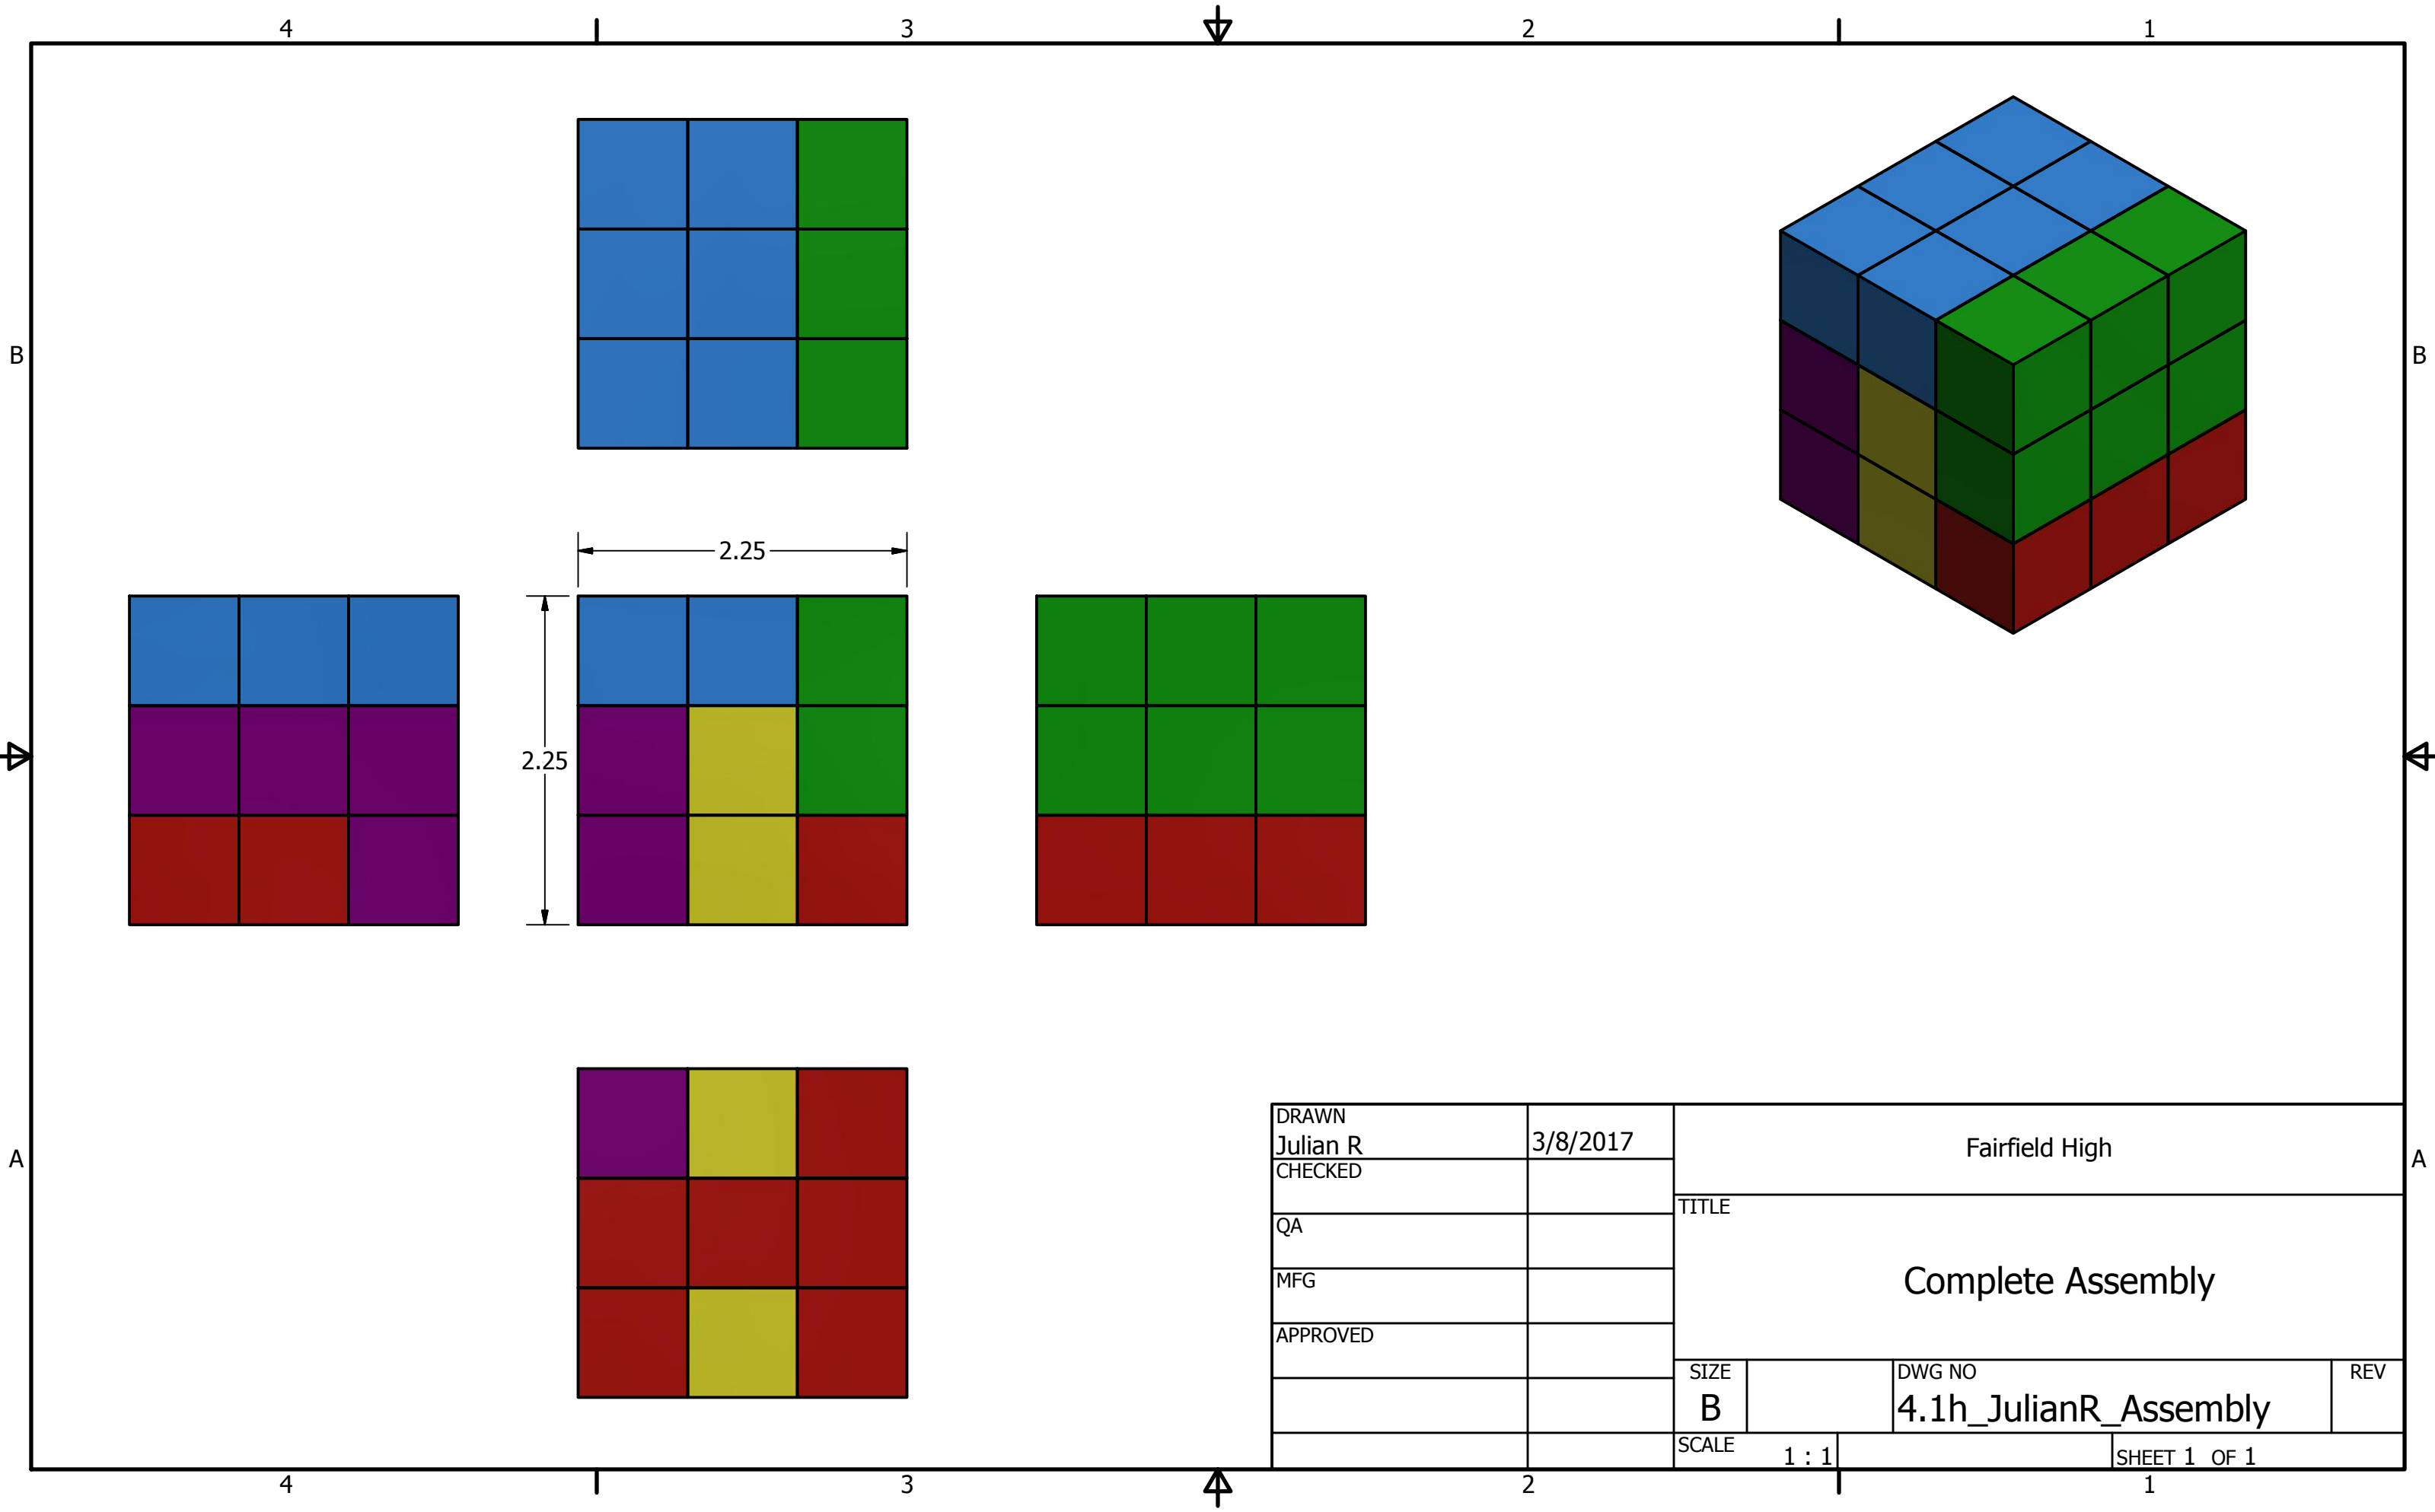 4 3 2 1
B B
2.25
2.25
A A
DRAWN
Julian R
3/8/2017
CHECKED
QA
MFG
APPROVED
Fairfield High
TITLE
Complete Assembly
SIZE
B
DWG NO
4.1h_JulianR_Assembly
REV
SCALE
1 : 1
SHEET 1 OF 1
4 3 2 1